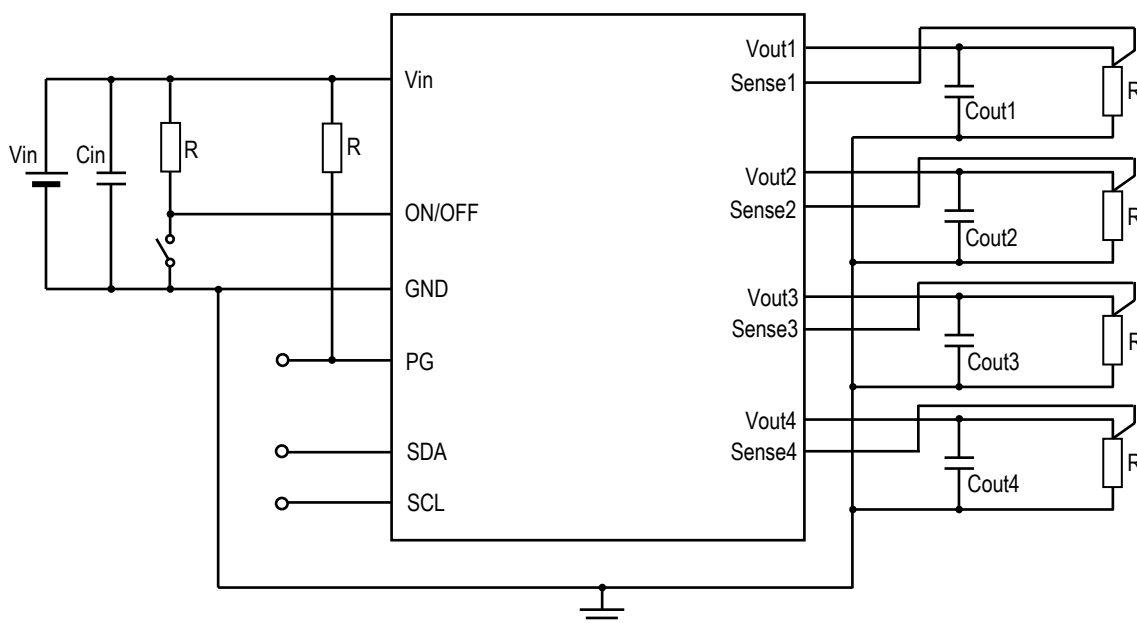 Vin
Cin
R
R
Vin
ON/OFF
GND
PG
SDA
SCL
Vout1
Sense1
Vout2
Sense2
Vout3
Sense3
Vout4
Sense4
Cout1
R
Cout2
R
Cout3
R
Cout4
R